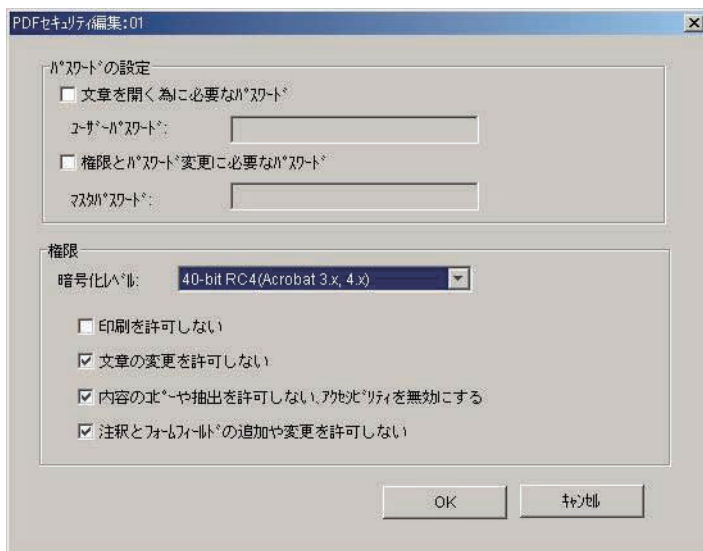 PDFｾｷｭﾘﾃｨ編集:01
ﾊﾟｽﾜｰﾄﾞの設定
文章を開く為に必要なﾊﾟｽﾜｰﾄﾞ
ﾕｰｻﾞｰﾊﾟｽﾜｰﾄﾞ:
権限とﾊﾟｽﾜｰﾄﾞ変更に必要なﾊﾟｽﾜｰﾄﾞ
ﾏｽﾀﾊﾟｽﾜｰﾄﾞ:
権限
暗号化ﾚﾍﾞﾙ:
40-bit RC4(Acrobat 3.x, 4.x)
印刷を許可しない
文章の変更を許可しない
内容のｺﾋﾟｰや抽出を許可しない､ｱｸｾｼﾋﾞﾘﾃｨを無効にする
注釈とﾌｫｰﾑﾌｨｰﾙﾄﾞの追加や変更を許可しない
OK
ｷｬﾝｾﾙ